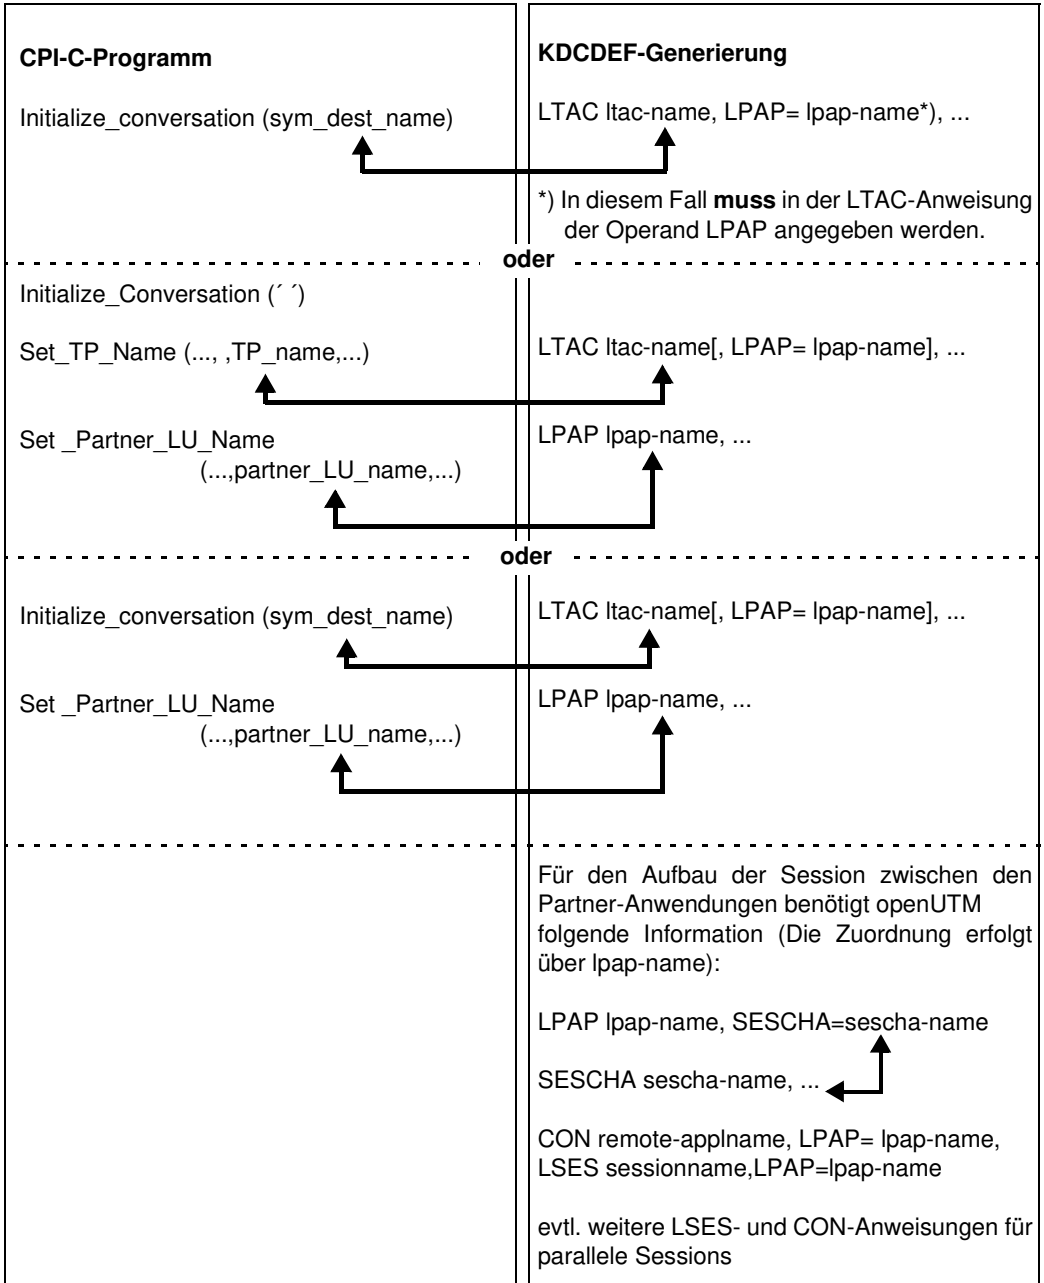 CPI-C-Programm
KDCDEF-Generierung
Initialize_conversation (sym_dest_name)
LTAC ltac-name, LPAP= lpap-name*), ...
*) In diesem Fall muss in der LTAC-Anweisung
der Operand LPAP angegeben werden.
oder
Initialize_Conversation (´ ´)
Set_TP_Name (..., ,TP_name,...)
LTAC ltac-name[, LPAP= lpap-name], ...
Set _Partner_LU_Name
(...,partner_LU_name,...)
LPAP lpap-name, ...
oder
Initialize_conversation (sym_dest_name)
LTAC ltac-name[, LPAP= lpap-name], ...
Set _Partner_LU_Name
(...,partner_LU_name,...)
LPAP lpap-name, ...
Für den Aufbau der Session zwischen den
Partner-Anwendungen benötigt openUTM
folgende Information (Die Zuordnung erfolgt
über lpap-name):
LPAP lpap-name, SESCHA=sescha-name
SESCHA sescha-name, ...
CON remote-applname, LPAP= lpap-name,
LSES sessionname,LPAP=lpap-name
evtl. weitere LSES- und CON-Anweisungen für
parallele Sessions